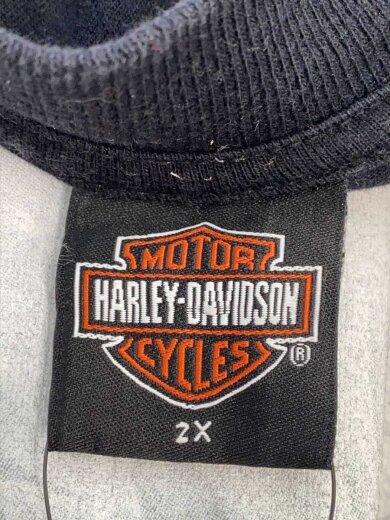 MOTOR
HARLEY-DAVIDSON
CYCLES
®
2X